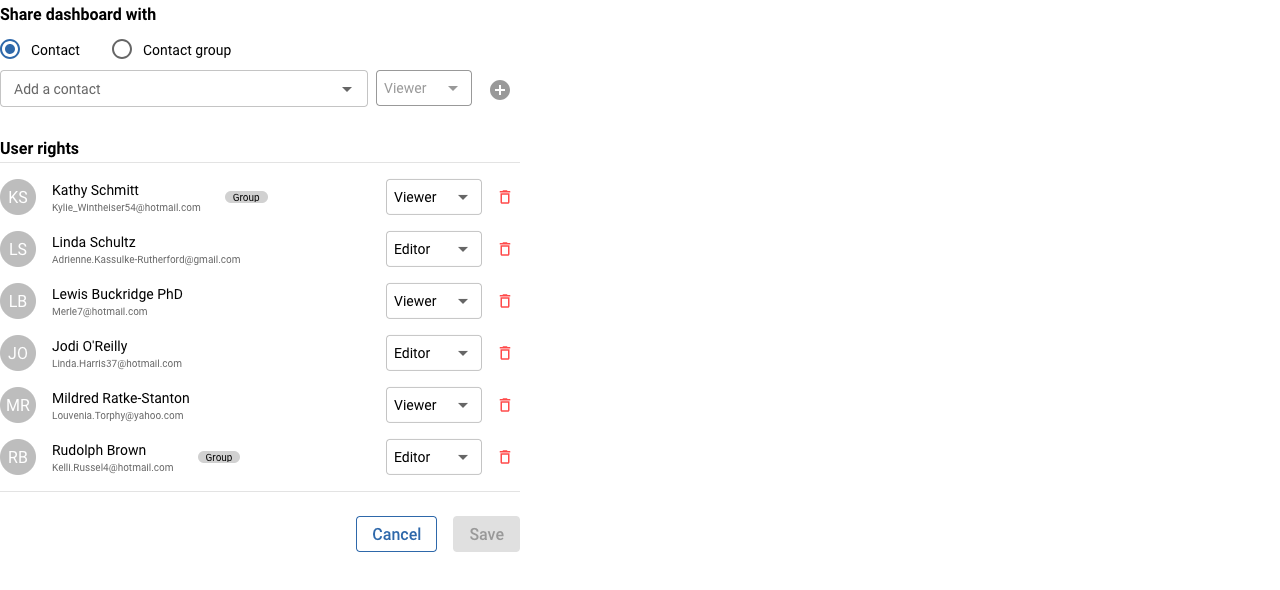 Share dashboard with
Contact
Contact group
Add a contact
Viewer
User rights
KS
Kathy Schmitt
Kylie_Wintheiser54@hotmail.com
Group
Viewer
LS
Linda Schultz
Adrienne.Kassulke-Rutherford@gmail.com
Editor
LB
Lewis Buckridge PhD
Merle7@hotmail.com
Viewer
JO
Jodi O'Reilly
Linda.Harris37@hotmail.com
Editor
MR
Mildred Ratke-Stanton
Louvenia.Torphy@yahoo.com
Viewer
RB
Rudolph Brown
Kelli.Russel4@hotmail.com
Group
Editor
Cancel
Save